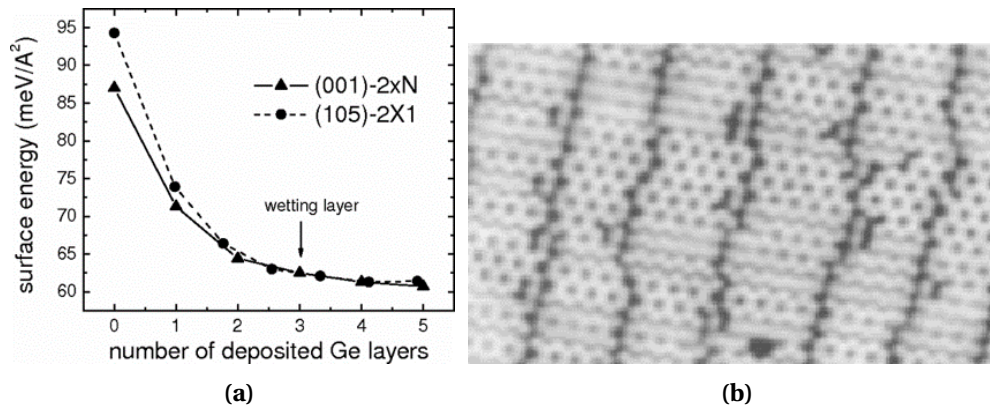 95
90
85
80
75
70
65
60
surface energy (meV/A²)
(001)-2xN
(105)-2X1
wetting layer
0 1 2 3 4 5
number of deposited Ge layers
(a) (b)